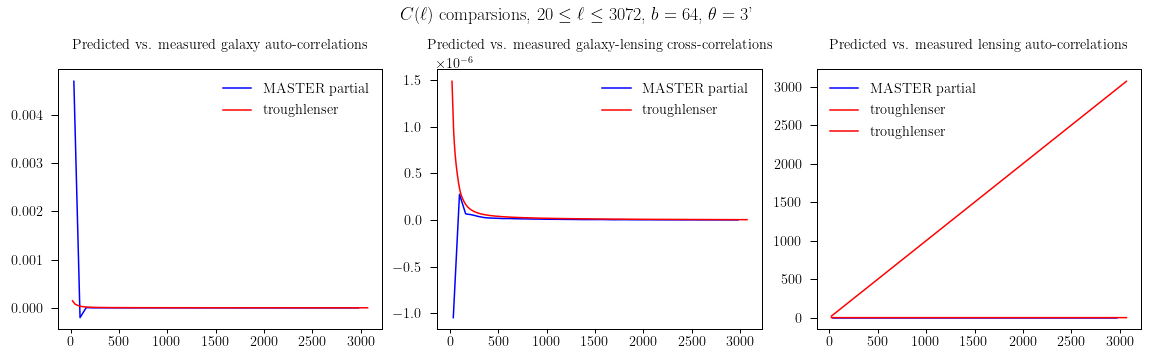 C(ℓ) comparsions, 20 ≤ ℓ ≤ 3072, b = 64, θ = 3’
Predicted vs. measured galaxy auto-correlations
MASTER partial
troughlenser
0.004
0.003
0.002
0.001
0.000
0 500 1000 1500 2000 2500 3000
Predicted vs. measured galaxy-lensing cross-correlations
×10⁻⁶
MASTER partial
troughlenser
1.5
1.0
0.5
0.0
−0.5
−1.0
0 500 1000 1500 2000 2500 3000
Predicted vs. measured lensing auto-correlations
MASTER partial
troughlenser
troughlenser
3000
2500
2000
1500
1000
500
0
0 500 1000 1500 2000 2500 3000